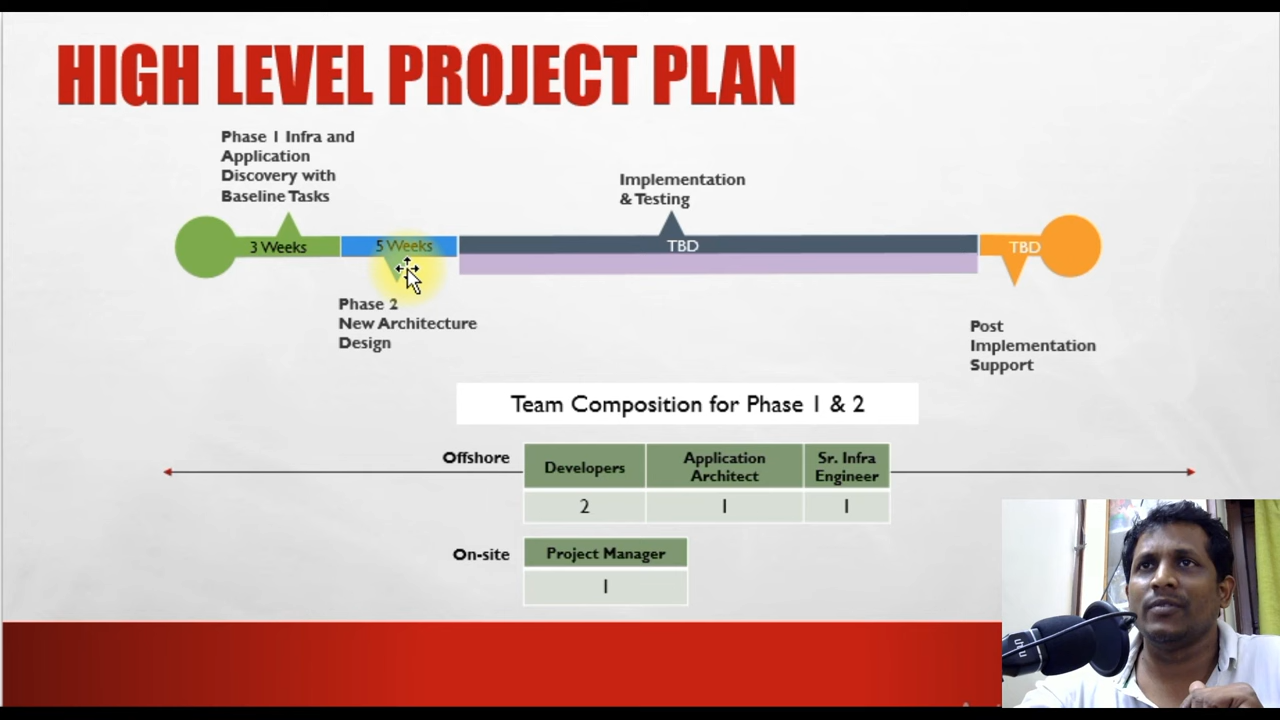 HIGH LEVEL PROJECT PLAN
Phase 1 Infra and
Application
Discovery with
Baseline Tasks
Implementation
& Testing
3 Weeks
5 Weeks
TBD
TBD
Phase 2
New Architecture
Design
Post
Implementation
Support
Team Composition for Phase 1 & 2
Offshore
Developers
Application
Architect
Sr. Infra
Engineer
2
1
1
On-site
Project Manager
1